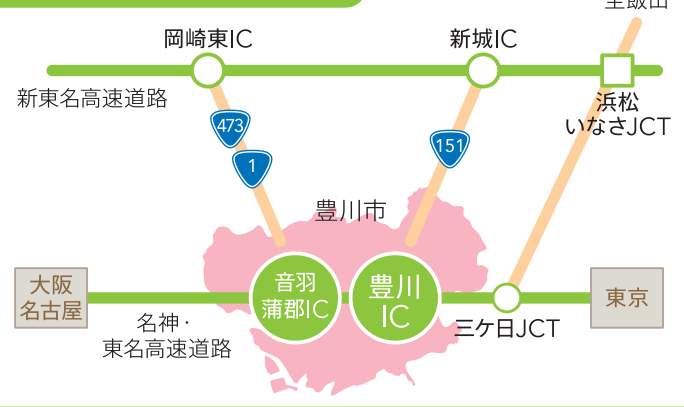 至飯田
岡崎東IC
新城IC
新東名高速道路
浜松
いなさJCT
473
1
151
豊川市
大阪
名古屋
音羽
蒲郡IC
豊川
IC
東京
名神・
東名高速道路
三ケ日JCT